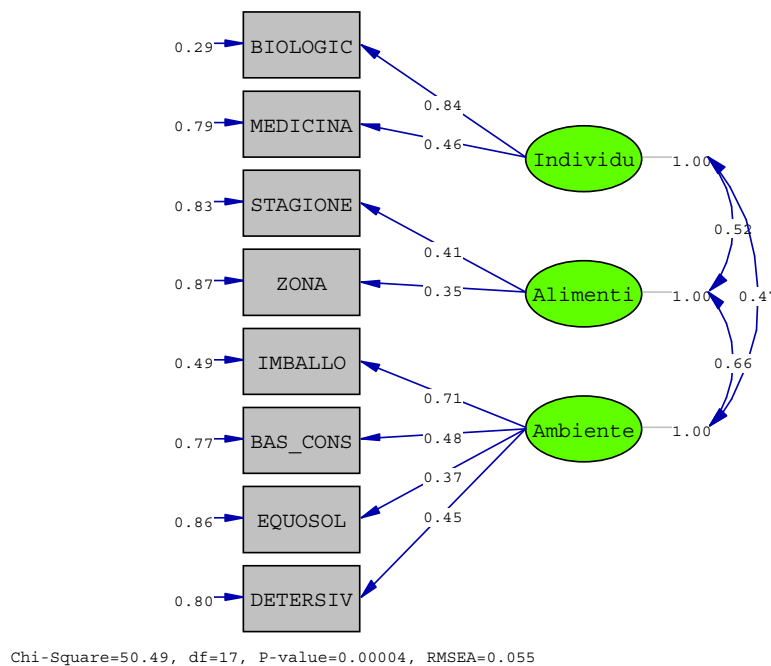 0.29 BIOLOGIC
0.84
0.79 MEDICINA
0.46
Individu 1.00
0.83 STAGIONE
0.52
0.41
0.87 ZONA
0.35
Alimenti 1.00
0.47
0.49 IMBALLO
0.66
0.71
0.77 BAS_CONS
0.48
Ambiente 1.00
0.37
0.86 EQUOSOL
0.45
0.80 DETERSIV
Chi-Square=50.49, df=17, P-value=0.00004, RMSEA=0.055